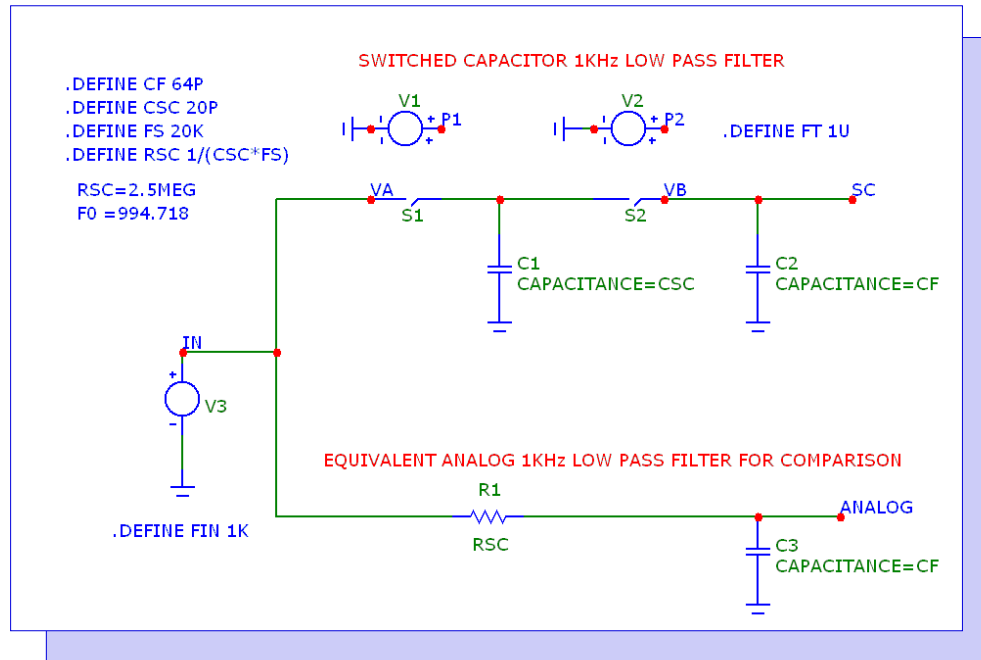 SWITCHED CAPACITOR 1KHz LOW PASS FILTER
.DEFINE CF 64P
.DEFINE CSC 20P
.DEFINE FS 20K
.DEFINE RSC 1/(CSC*FS)
V1
P1
V2
P2
.DEFINE FT 1U
RSC=2.5MEG
F0 =994.718
VA
S1
S2
VB
SC
C1
CAPACITANCE=CSC
C2
CAPACITANCE=CF
IN
V3
EQUIVALENT ANALOG 1KHz LOW PASS FILTER FOR COMPARISON
R1
RSC
ANALOG
.DEFINE FIN 1K
C3
CAPACITANCE=CF